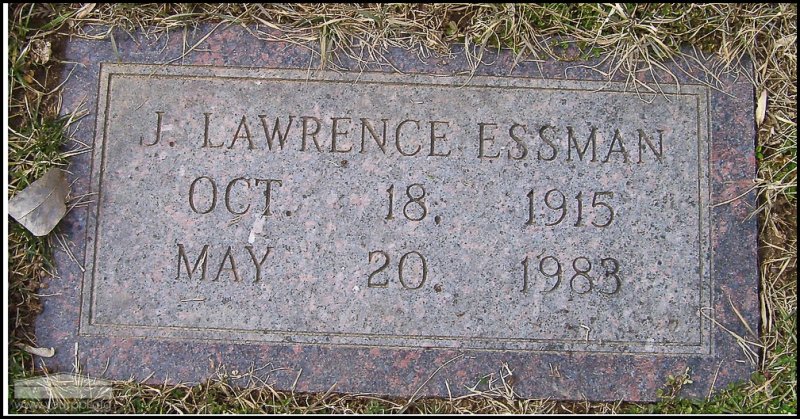 J. LAWRENCE ESSMAN
OCT. 18, 1915
MAY 20, 1983